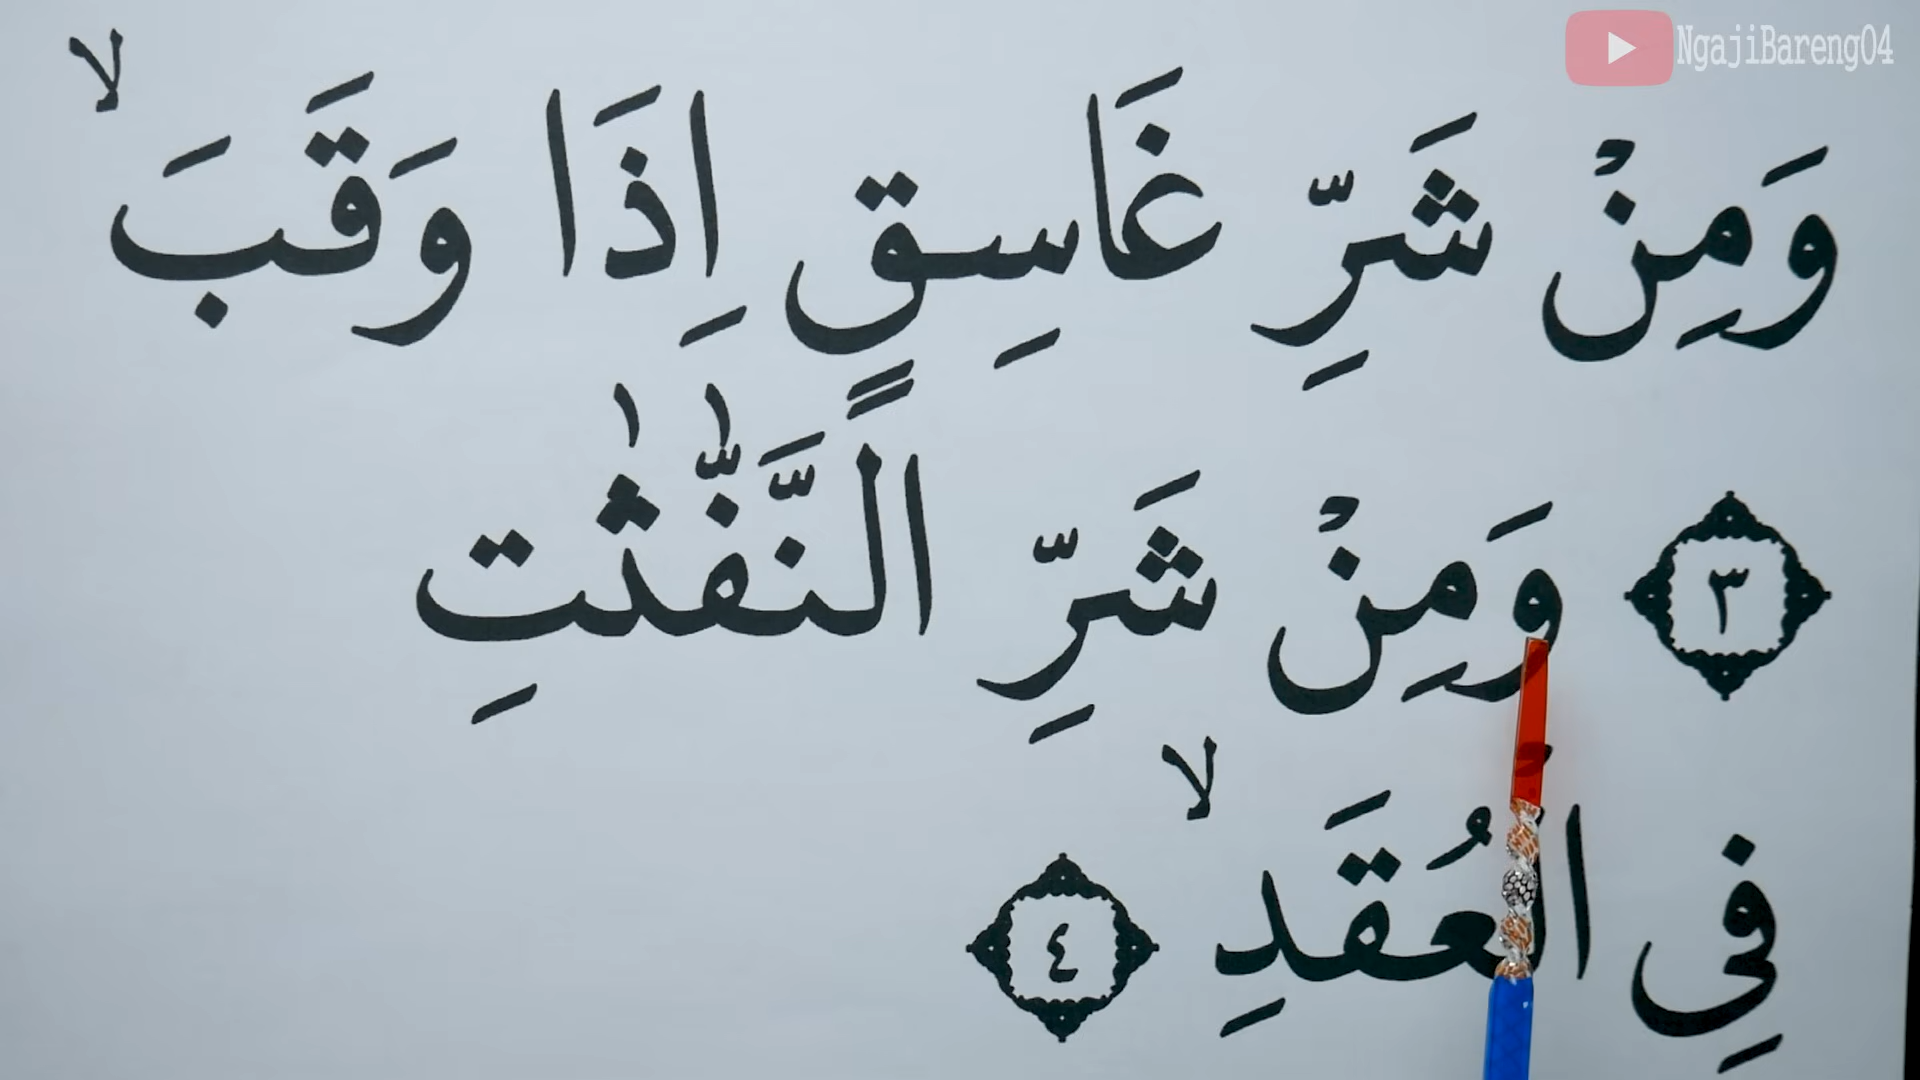 NgajiBareng04
وَمِنْ شَرِّ غَاسِقٍ اِذَا وَقَبَ ۙ
٣ وَمِنْ شَرِّ النَّفّٰثٰتِ
فِى الْعُقَدِ ۙ ٤